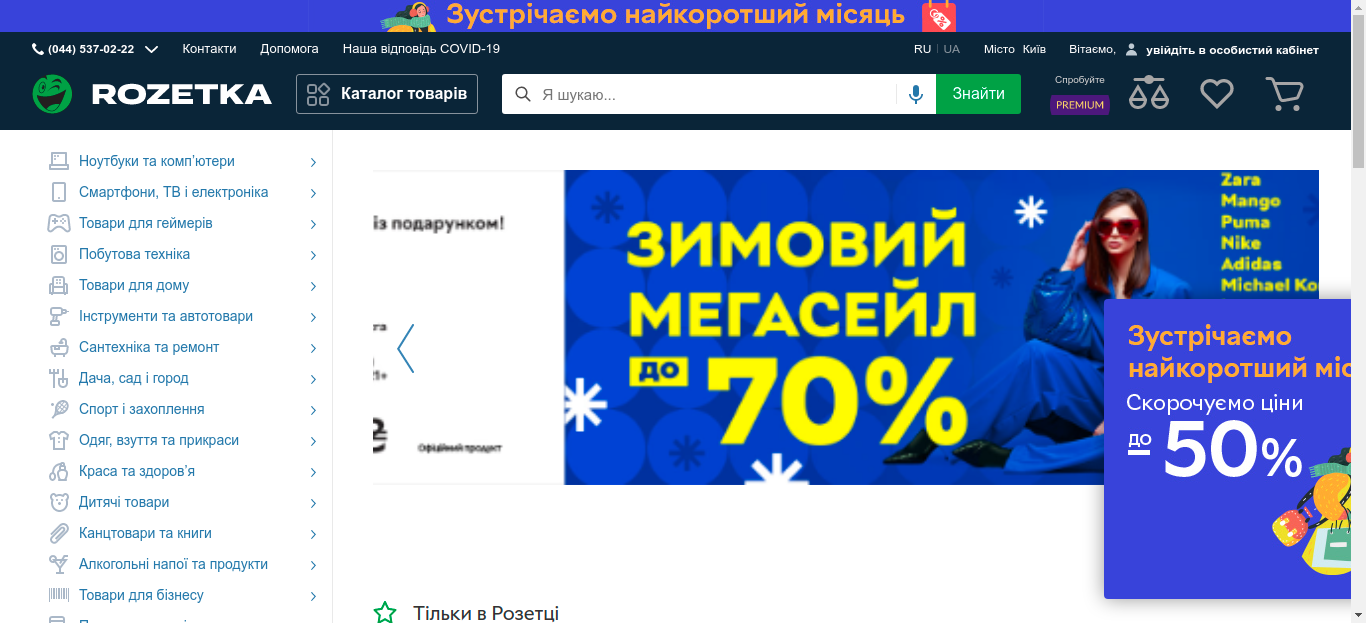 Зустрічаємо найкоротший місяць
(044) 537-02-22
Контакти
Допомога
Наша відповідь COVID-19
RU | UA
Місто Київ
Вітаємо, увійдіть в особистий кабінет
ROZETKA
Каталог товарів
Я шукаю...
Знайти
Спробуйте
PREMIUM
Ноутбуки та комп'ютери
Смартфони, ТВ і електроніка
Товари для геймерів
Побутова техніка
Товари для дому
Інструменти та автотовари
Сантехніка та ремонт
Дача, сад і город
Спорт і захоплення
Одяг, взуття та прикраси
Краса та здоров'я
Дитячі товари
Канцтовари та книги
Алкогольні напої та продукти
Товари для бізнесу
із подарунком!
Офіційний продукт
ЗИМОВИЙ
МЕГАСЕЙЛ
ДО 70%
Zara
Mango
Puma
Nike
Adidas
Michael Ko
Зустрічаємо
найкоротший міс
Скорочуємо ціни
до 50%
Тільки в Розетці